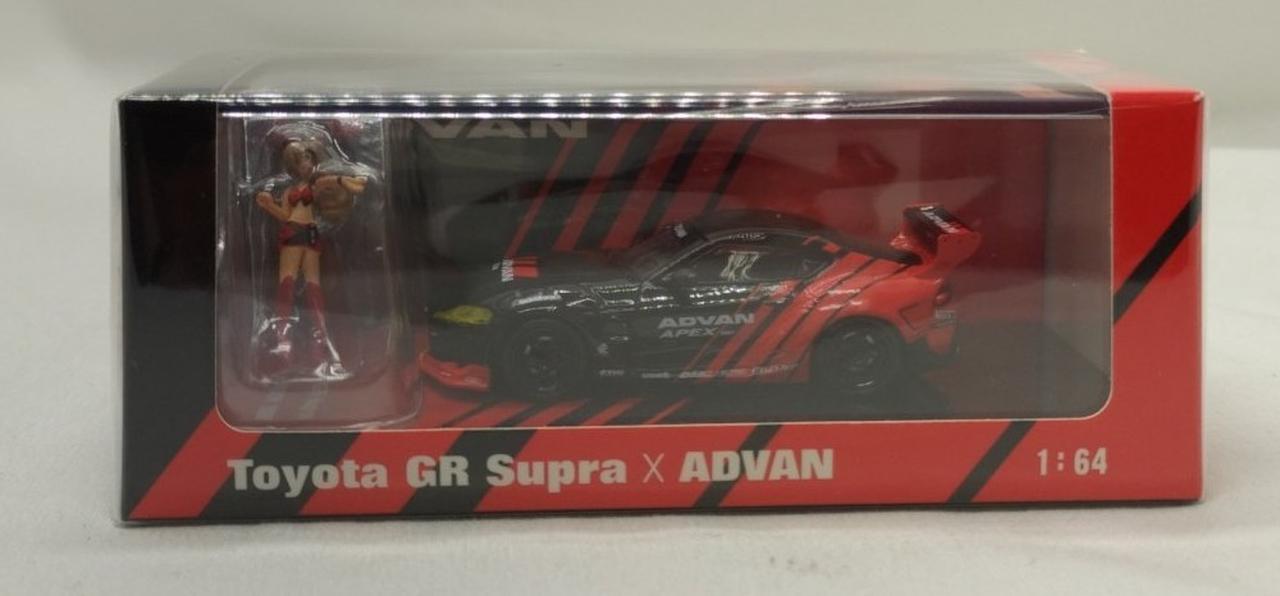 VAN
ADVAN
APEX
Toyota GR Supra X ADVAN
1:64